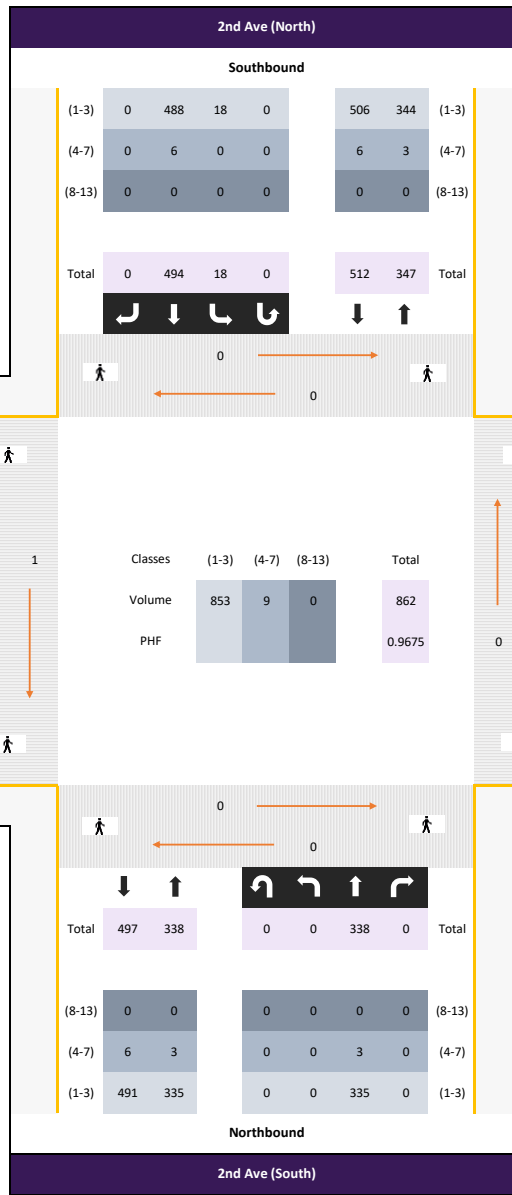 2nd Ave (North)
Southbound
(1-3) 0 488 18 0 506 344 (1-3)
(4-7) 0 6 0 0 6 3 (4-7)
(8-13) 0 0 0 0 0 0 (8-13)
Total 0 494 18 0 512 347 Total
0
0
1
Classes (1-3) (4-7) (8-13) Total
Volume 853 9 0 862
PHF 0.9675
0
0
0
Total 497 338 0 0 338 0 Total
(8-13) 0 0 0 0 0 0 (8-13)
(4-7) 6 3 0 0 3 0 (4-7)
(1-3) 491 335 0 0 335 0 (1-3)
Northbound
2nd Ave (South)